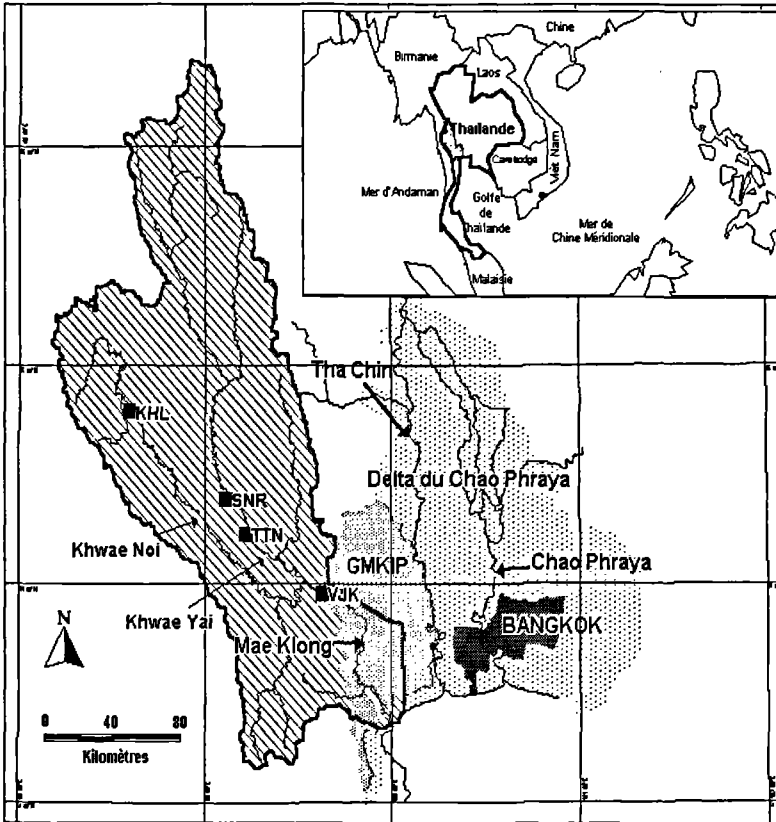 Chine
Birmanie
Laos
Thaïlande
Cambodge
Viet Nam
Mer d'Andaman
Golfe
de
Thaïlande
Mer de
Chine Méridionale
Malaisie
Tha Chin
KHL
Delta du Chao Phraya
SNR
TTN
Khwae Noi
GMKIP
Chao Phraya
VJK
Khwae Yai
BANGKOK
Mae Klong
N
0 40 80
Kilomètres